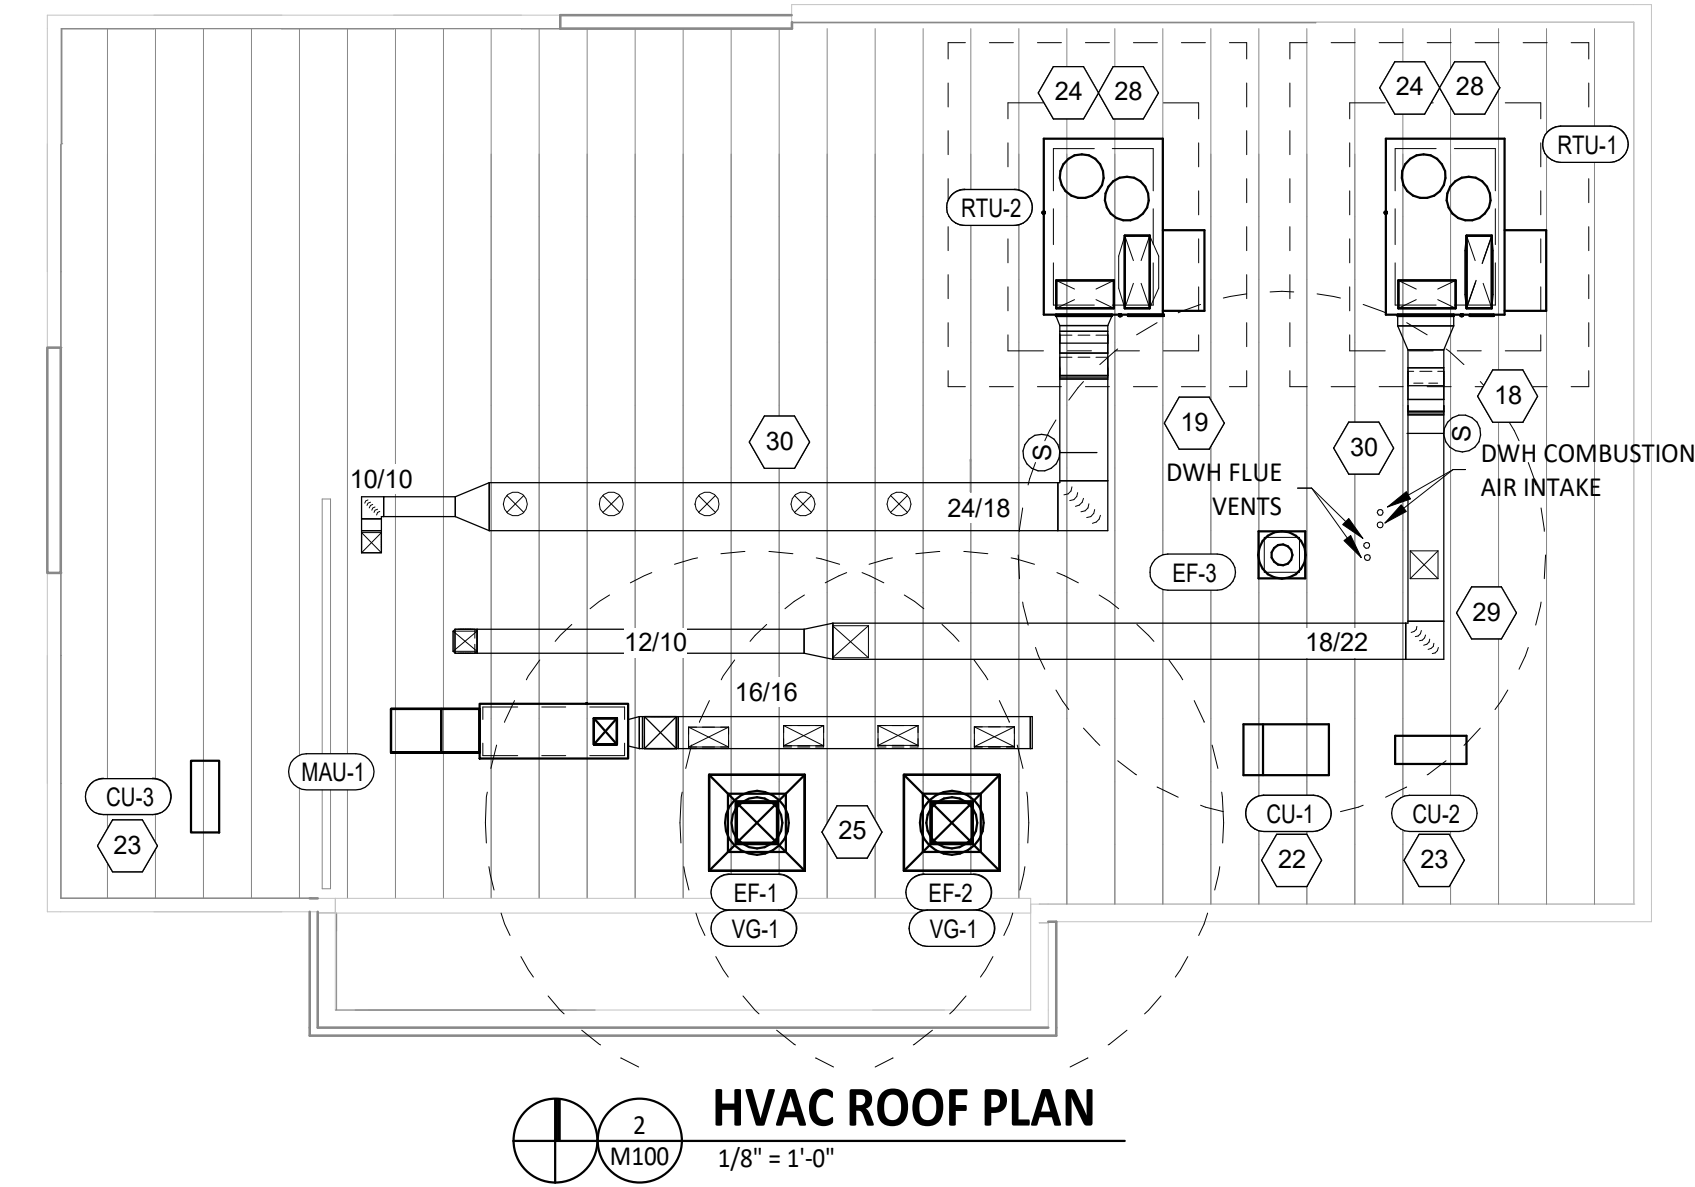 24 28
24 28
RTU-1
RTU-2
18
19
30
30
S
S
10/10
DWH FLUE
VENTS
DWH COMBUSTION
AIR INTAKE
24/18
EF-3
29
12/10
18/22
16/16
MAU-1
CU-3
23
25
CU-1
22
CU-2
23
EF-1
VG-1
EF-2
VG-1
2
M100
HVAC ROOF PLAN
1/8" = 1'-0"